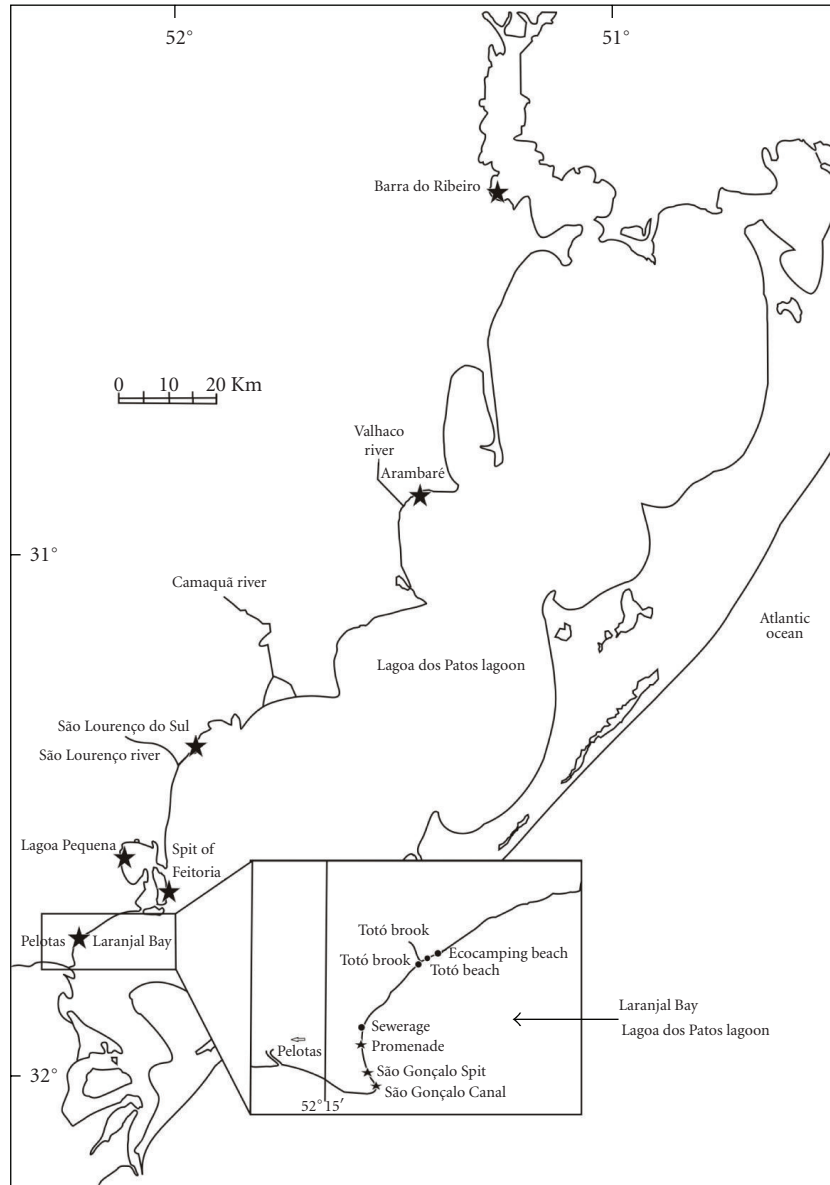 52° 51°
Barra do Ribeiro
0 10 20 Km
Valhaco
river
Arambaré
31°
Camaquã river
Atlantic
ocean
Lagoa dos Patos lagoon
São Lourenço do Sul
São Lourenço river
Lagoa Pequena
Spit of
Feitoria
Pelotas
Laranjal Bay
Totó brook
Ecocamping beach
Totó brook
Totó beach
Sewerage
Promenade
Pelotas
São Gonçalo Spit
São Gonçalo Canal
52° 15′
Laranjal Bay
Lagoa dos Patos lagoon
32°